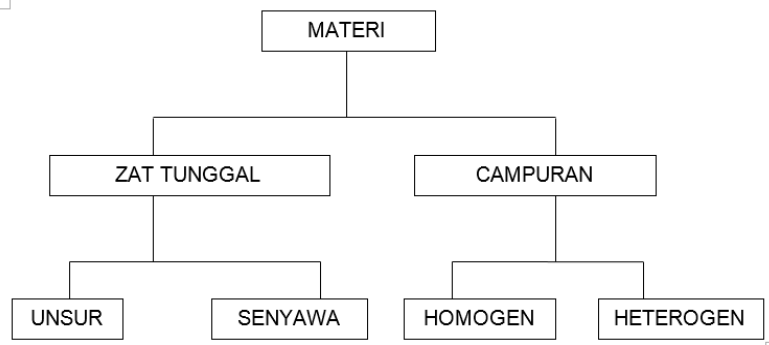 MATERI
ZAT TUNGGAL
CAMPURAN
UNSUR
SENYAWA
HOMOGEN
HETEROGEN